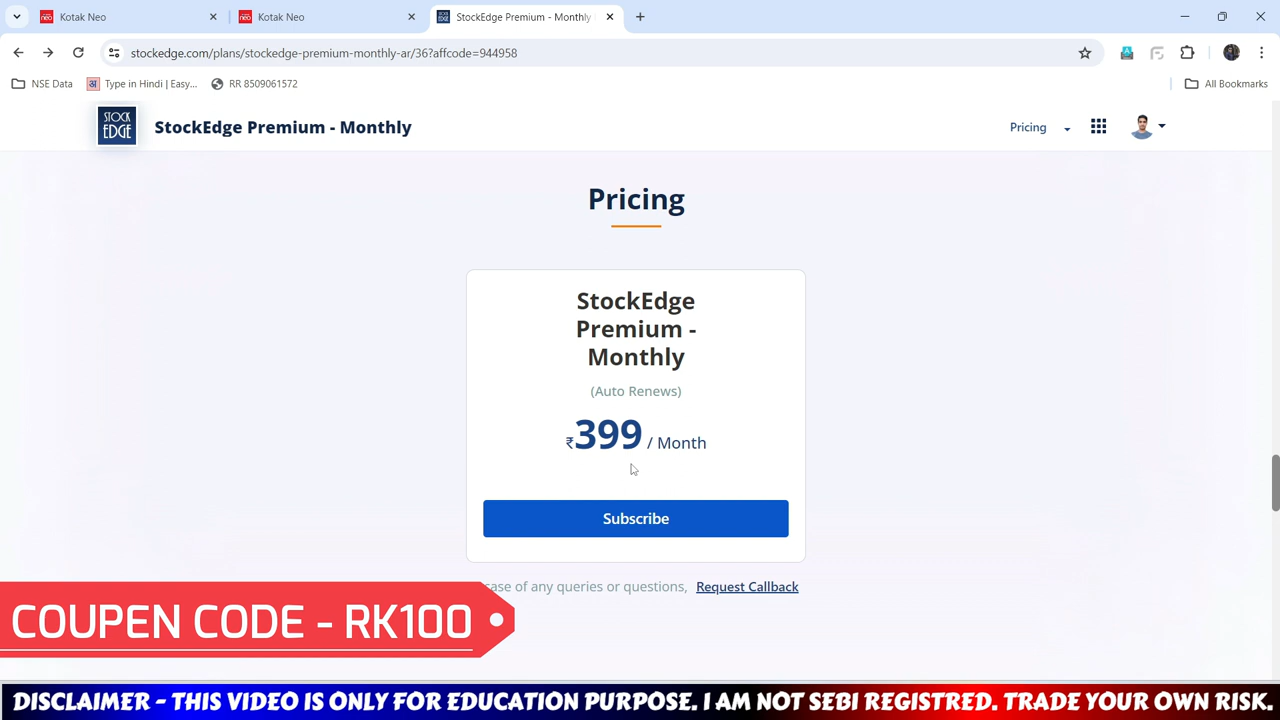 Kotak Neo
Kotak Neo
StockEdge Premium - Monthly
stockedge.com/plans/stockedge-premium-monthly-ar/36?affcode=944958
NSE Data
Type in Hindi | Easy...
RR 8509061572
All Bookmarks
STOCK
EDGE
StockEdge Premium - Monthly
Pricing
Pricing
StockEdge
Premium -
Monthly
(Auto Renews)
₹399 / Month
Subscribe
case of any queries or questions, Request Callback
COUPEN CODE - RK100
DISCLAIMER - THIS VIDEO IS ONLY FOR EDUCATION PURPOSE. I AM NOT SEBI REGISTRED. TRADE YOUR OWN RISK.